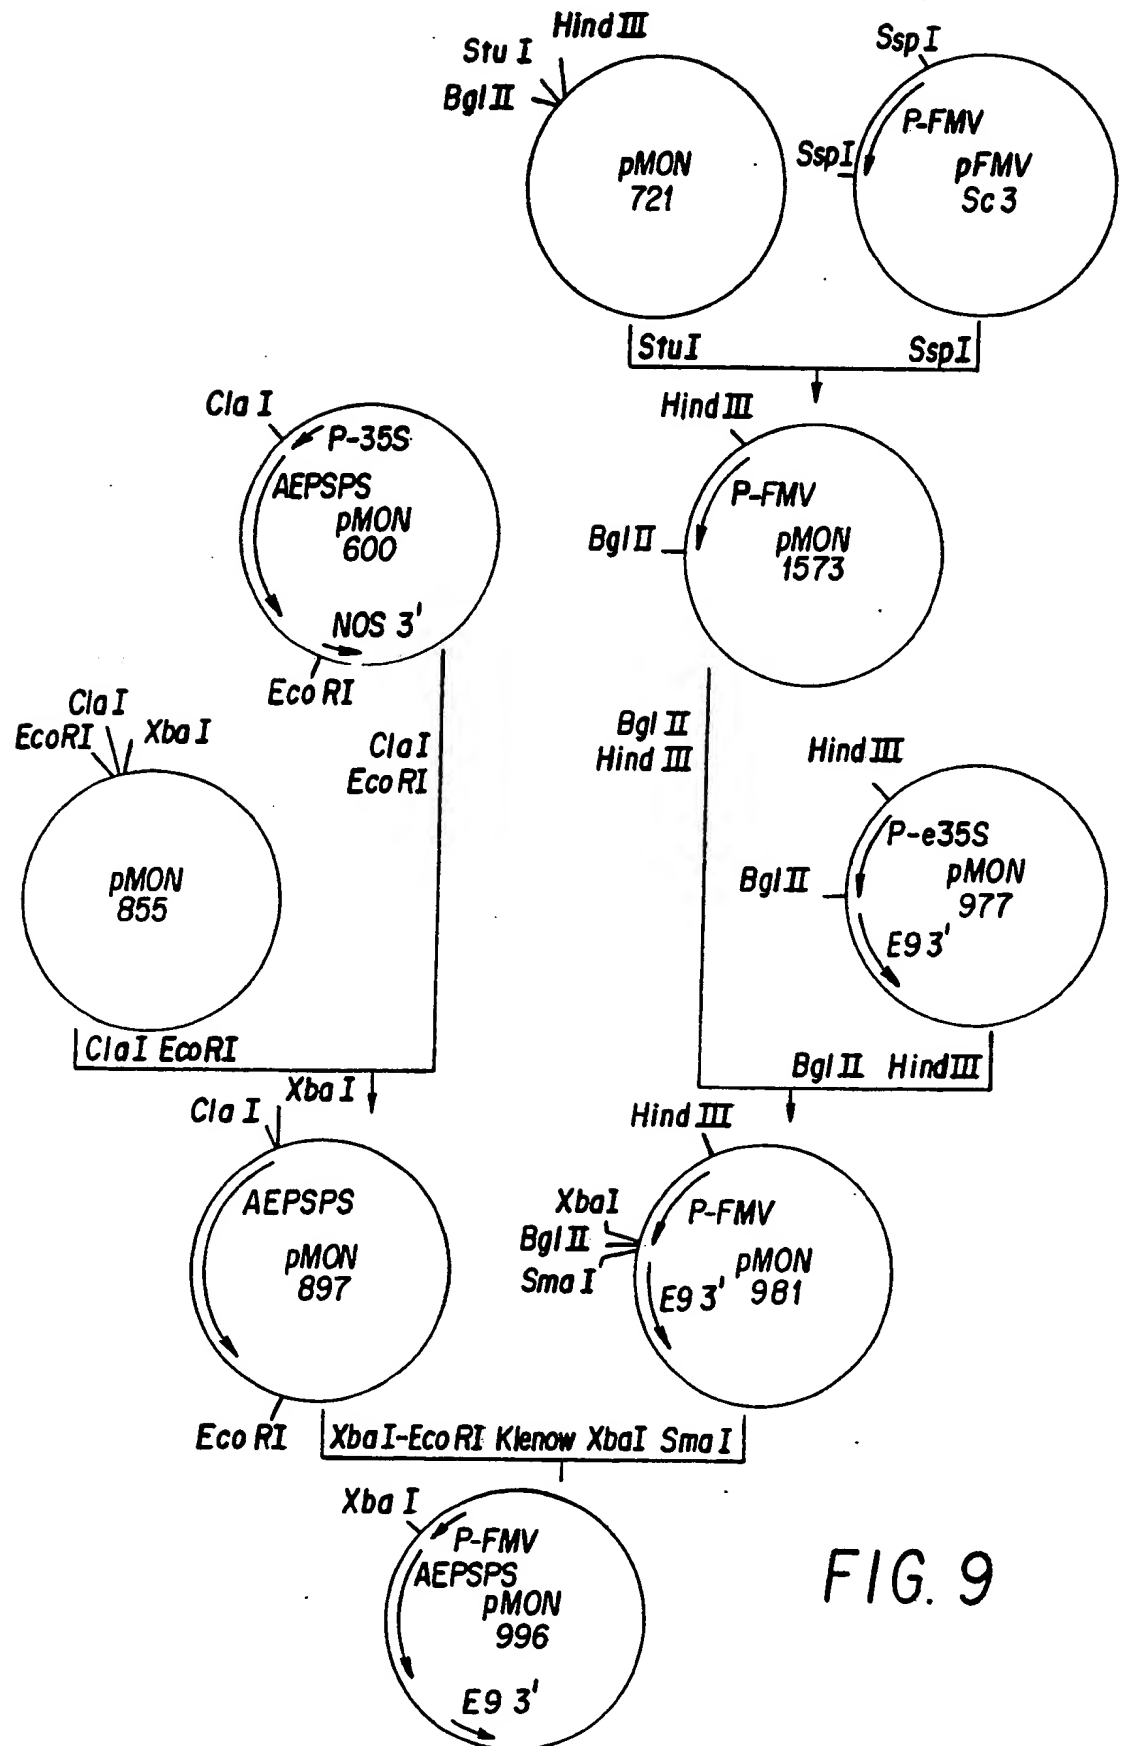 Hind III
Stu I
Bgl II
pMON
721
Ssp I
P-FMV
Ssp I
pFMV
Sc 3
Stu I
Ssp I
Cla I
P-35S
AEPSPS
pMON
600
NOS 3'
Eco RI
Hind III
P-FMV
Bgl II
pMON
1573
Cla I
EcoRI
Xba I
Cla I
Eco RI
pMON
855
Cla I EcoRI
Bgl II
Hind III
Hind III
P-e35S
pMON
977
Bgl II
E9 3'
Bgl II Hind III
Xba I
Cla I
AEPSPS
pMON
897
Eco RI
Hind III
XbaI
Bgl II
Sma I
P-FMV
pMON
981
E9 3'
Xba I-Eco RI Klenow XbaI Sma I
Xba I
P-FMV
AEPSPS
pMON
996
E9 3'
FIG. 9